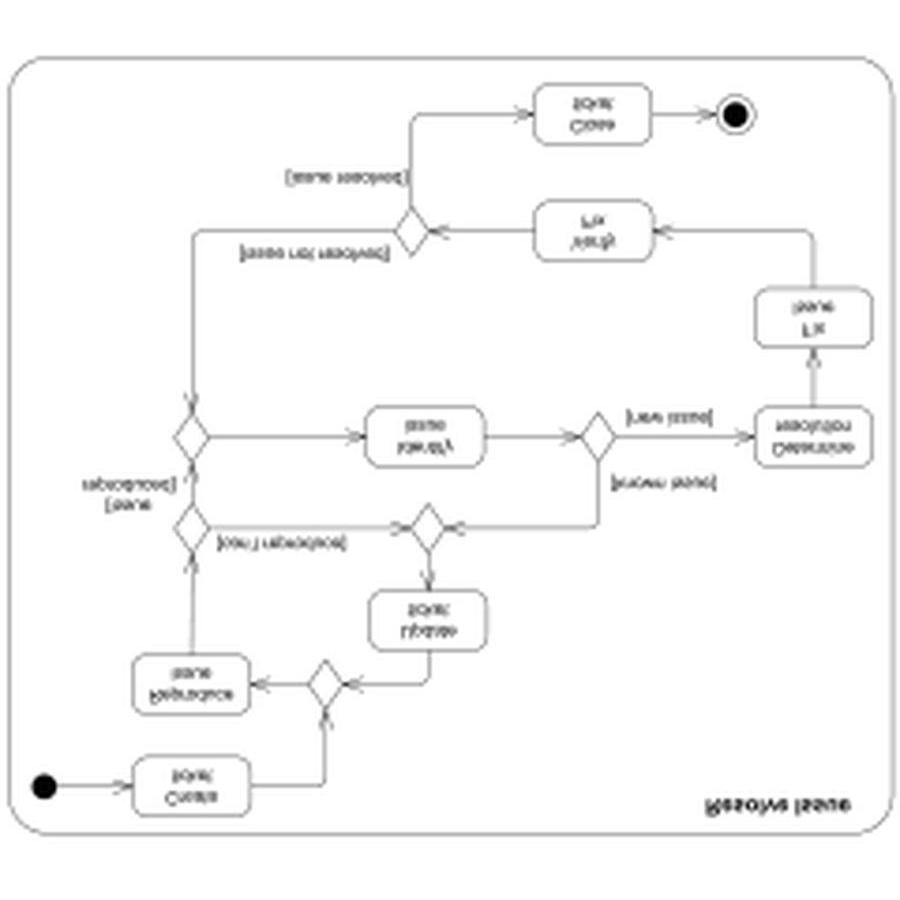 Close
ticket
[issue resolved]
Verify
Fix
[issue not resolved]
Fix
Issue
Identify
issue
[new issue]
Determine
resolution
[issue
reproduced]
[known issue]
[can't reproduce]
Update
ticket
Reproduce
issue
Create
ticket
Resolve Issue